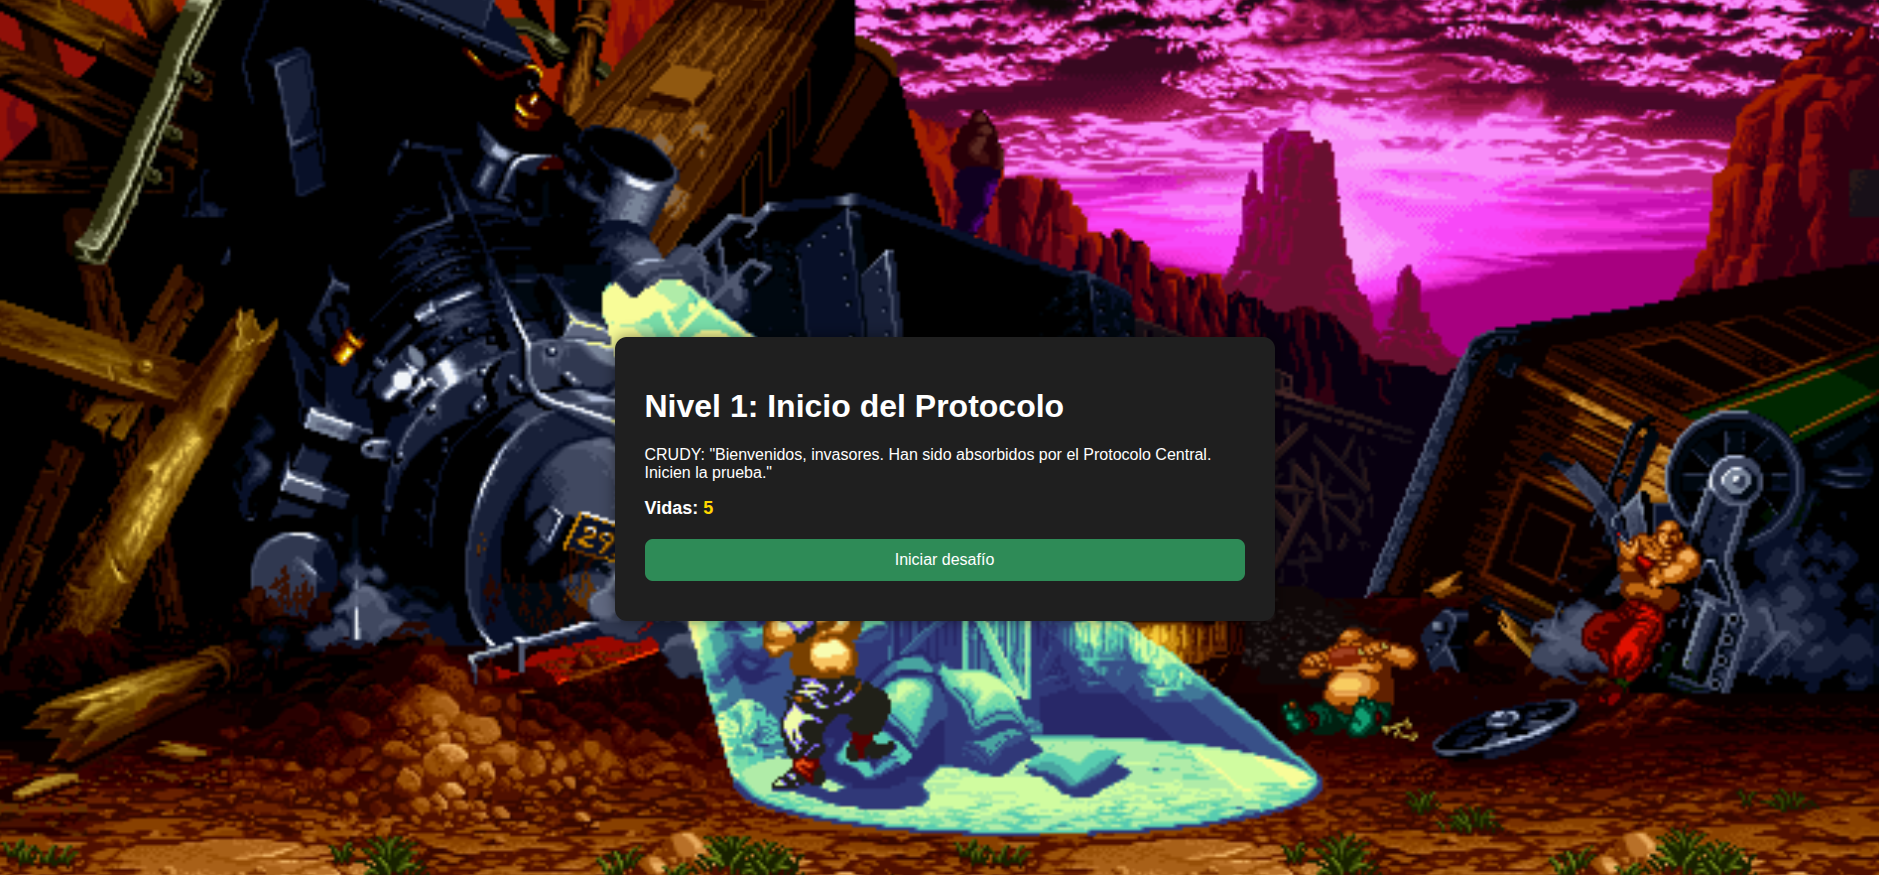 Nivel 1: Inicio del Protocolo
CRUDY: "Bienvenidos, invasores. Han sido absorbidos por el Protocolo Central.
Inicien la prueba."
Vidas: 5
29
Iniciar desafío